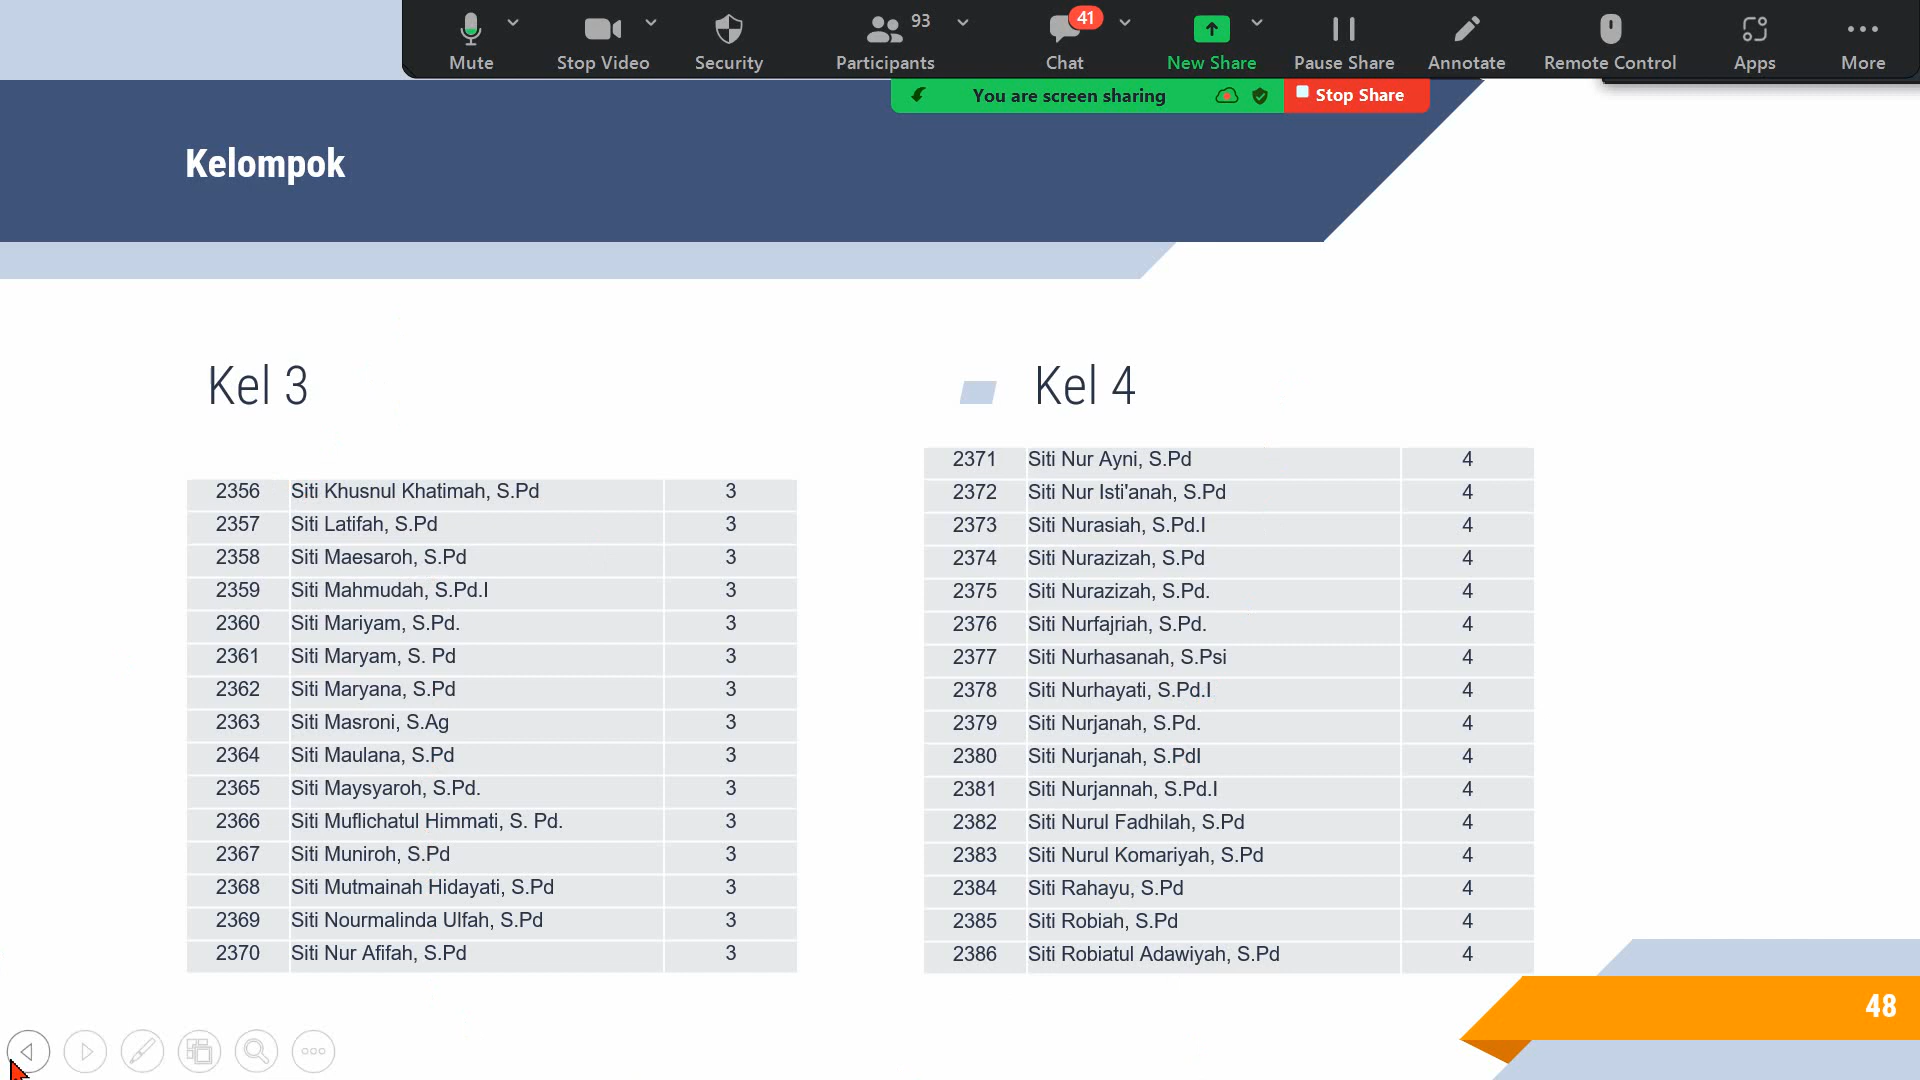 Mute
Stop Video
Security
93
Participants
41
Chat
New Share
Pause Share
Annotate
Remote Control
Apps
More
You are screen sharing
Stop Share
Kelompok
Kel 3
2356 Siti Khusnul Khatimah, S.Pd 3
2357 Siti Latifah, S.Pd 3
2358 Siti Maesaroh, S.Pd 3
2359 Siti Mahmudah, S.Pd.I 3
2360 Siti Mariyam, S.Pd. 3
2361 Siti Maryam, S. Pd 3
2362 Siti Maryana, S.Pd 3
2363 Siti Masroni, S.Ag 3
2364 Siti Maulana, S.Pd 3
2365 Siti Maysyaroh, S.Pd. 3
2366 Siti Muflichatul Himmati, S. Pd. 3
2367 Siti Muniroh, S.Pd 3
2368 Siti Mutmainah Hidayati, S.Pd 3
2369 Siti Nourmalinda Ulfah, S.Pd 3
2370 Siti Nur Afifah, S.Pd 3
Kel 4
2371 Siti Nur Ayni, S.Pd 4
2372 Siti Nur Isti'anah, S.Pd 4
2373 Siti Nurasiah, S.Pd.I 4
2374 Siti Nurazizah, S.Pd 4
2375 Siti Nurazizah, S.Pd. 4
2376 Siti Nurfajriah, S.Pd. 4
2377 Siti Nurhasanah, S.Psi 4
2378 Siti Nurhayati, S.Pd.I 4
2379 Siti Nurjanah, S.Pd. 4
2380 Siti Nurjanah, S.PdI 4
2381 Siti Nurjannah, S.Pd.I 4
2382 Siti Nurul Fadhilah, S.Pd 4
2383 Siti Nurul Komariyah, S.Pd 4
2384 Siti Rahayu, S.Pd 4
2385 Siti Robiah, S.Pd 4
2386 Siti Robiatul Adawiyah, S.Pd 4
48